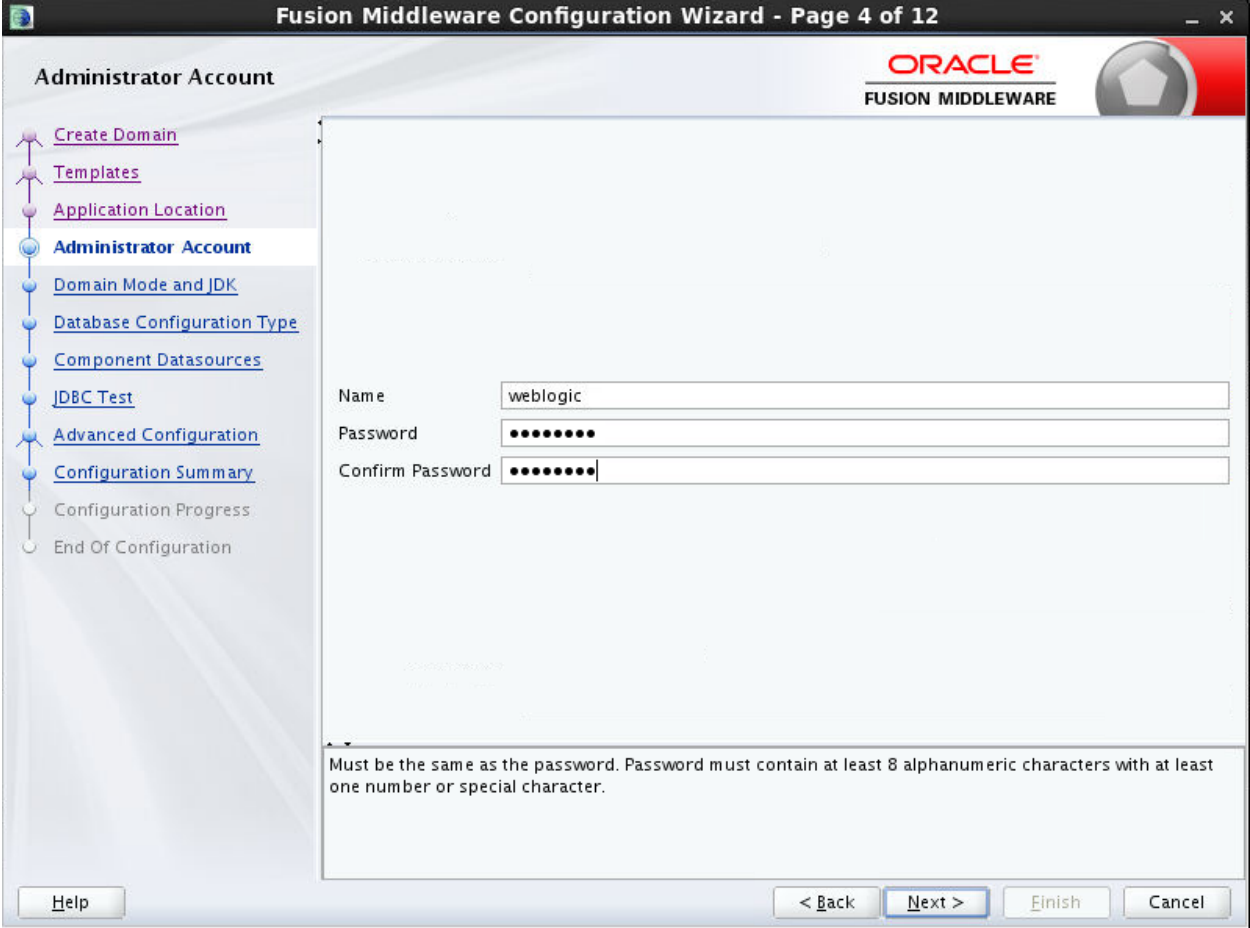 Fusion Middleware Configuration Wizard - Page 4 of 12
Administrator Account
ORACLE
FUSION MIDDLEWARE
Create Domain
Templates
Application Location
Administrator Account
Domain Mode and JDK
Database Configuration Type
Component Datasources
JDBC Test
Advanced Configuration
Configuration Summary
Configuration Progress
End Of Configuration
Name weblogic
Password ●●●●●●●●
Confirm Password ●●●●●●●●
Must be the same as the password. Password must contain at least 8 alphanumeric characters with at least
one number or special character.
Help < Back Next > Finish Cancel